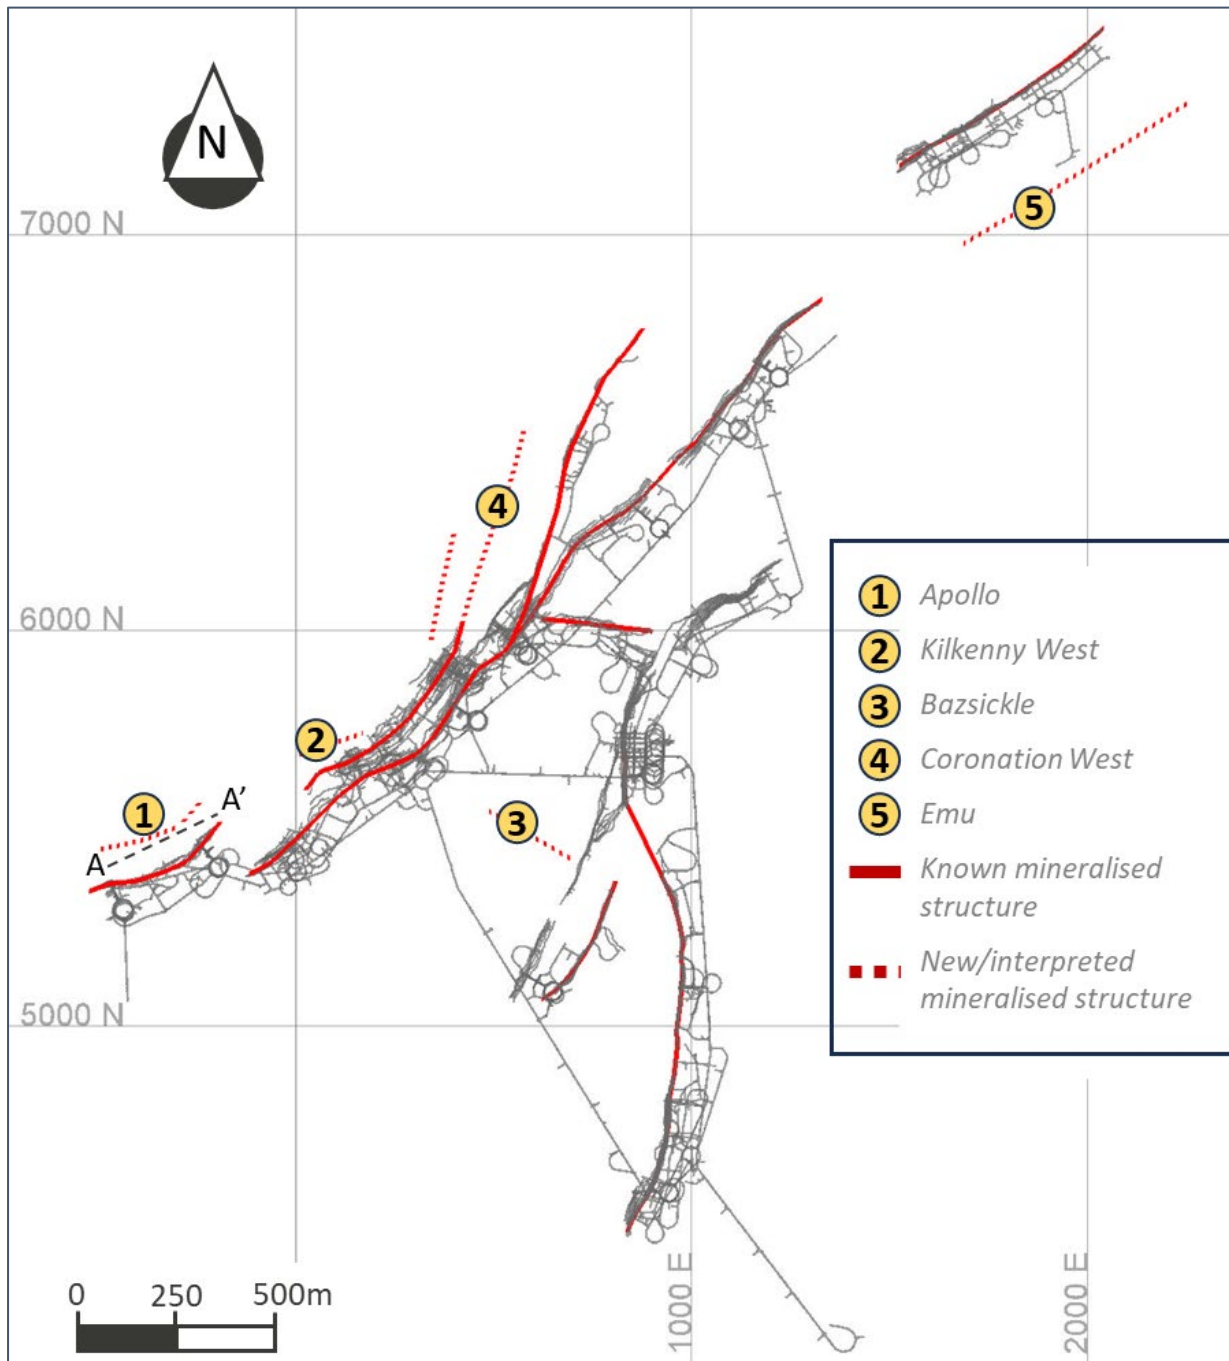 N
7000 N
5
4
6000 N
2
1
A'
A
3
5000 N
1 Apollo
2 Kilkenny West
3 Bazsickle
4 Coronation West
5 Emu
Known mineralised
structure
New/interpreted
mineralised structure
0 250 500m
1000 E
2000 E